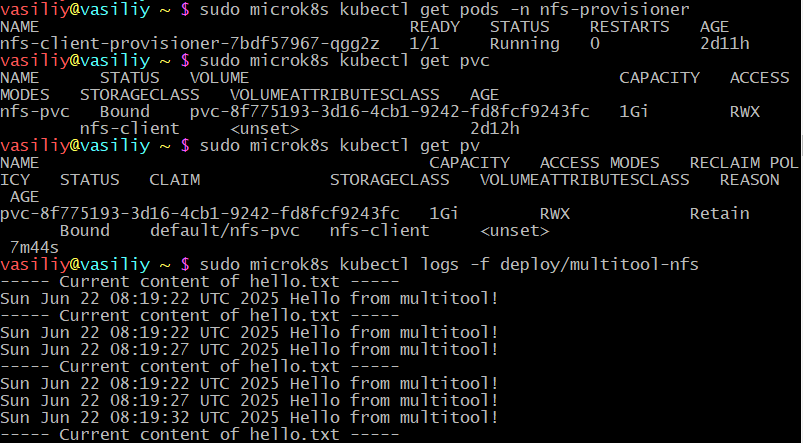 vasiliy@vasiliy ~ $ sudo microk8s kubectl get pods -n nfs-provisioner
NAME READY STATUS RESTARTS AGE
nfs-client-provisioner-7bdf57967-qgg2z 1/1 Running 0 2d11h
vasiliy@vasiliy ~ $ sudo microk8s kubectl get pvc
NAME STATUS VOLUME CAPACITY ACCESS
MODES STORAGECLASS VOLUMEATTRIBUTESCLASS AGE
nfs-pvc Bound pvc-8f775193-3d16-4cb1-9242-fd8fcf9243fc 1Gi RWX
nfs-client <unset> 2d12h
vasiliy@vasiliy ~ $ sudo microk8s kubectl get pv
NAME CAPACITY ACCESS MODES RECLAIM POL
ICY STATUS CLAIM STORAGECLASS VOLUMEATTRIBUTESCLASS REASON
AGE
pvc-8f775193-3d16-4cb1-9242-fd8fcf9243fc 1Gi RWX Retain
Bound default/nfs-pvc nfs-client <unset>
7m44s
vasiliy@vasiliy ~ $ sudo microk8s kubectl logs -f deploy/multitool-nfs
----- Current content of hello.txt -----
Sun Jun 22 08:19:22 UTC 2025 Hello from multitool!
----- Current content of hello.txt -----
Sun Jun 22 08:19:22 UTC 2025 Hello from multitool!
Sun Jun 22 08:19:27 UTC 2025 Hello from multitool!
----- Current content of hello.txt -----
Sun Jun 22 08:19:22 UTC 2025 Hello from multitool!
Sun Jun 22 08:19:27 UTC 2025 Hello from multitool!
Sun Jun 22 08:19:32 UTC 2025 Hello from multitool!
----- Current content of hello.txt -----